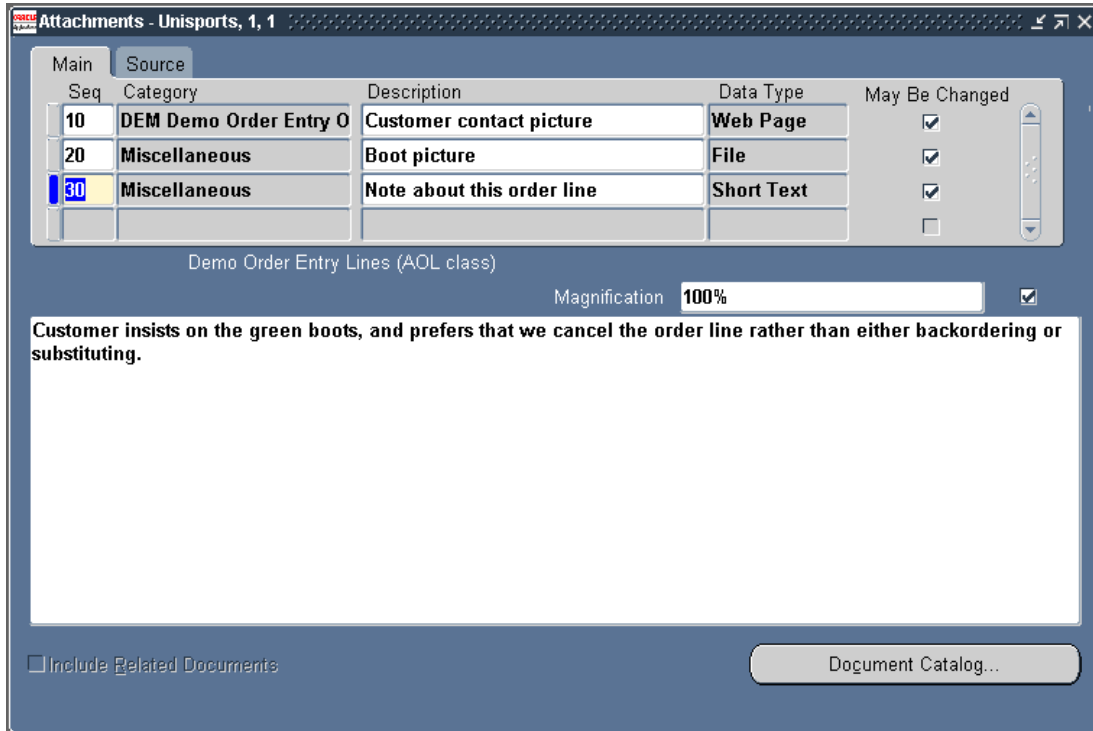 Attachments - Unisports, 1, 1
Main Source
Seq Category Description Data Type May Be Changed
10 DEM Demo Order Entry O Customer contact picture Web Page
20 Miscellaneous Boot picture File
30 Miscellaneous Note about this order line Short Text
Demo Order Entry Lines (AOL class)
Magnification 100%
Customer insists on the green boots, and prefers that we cancel the order line rather than either backordering or
substituting.
Include Related Documents Document Catalog...